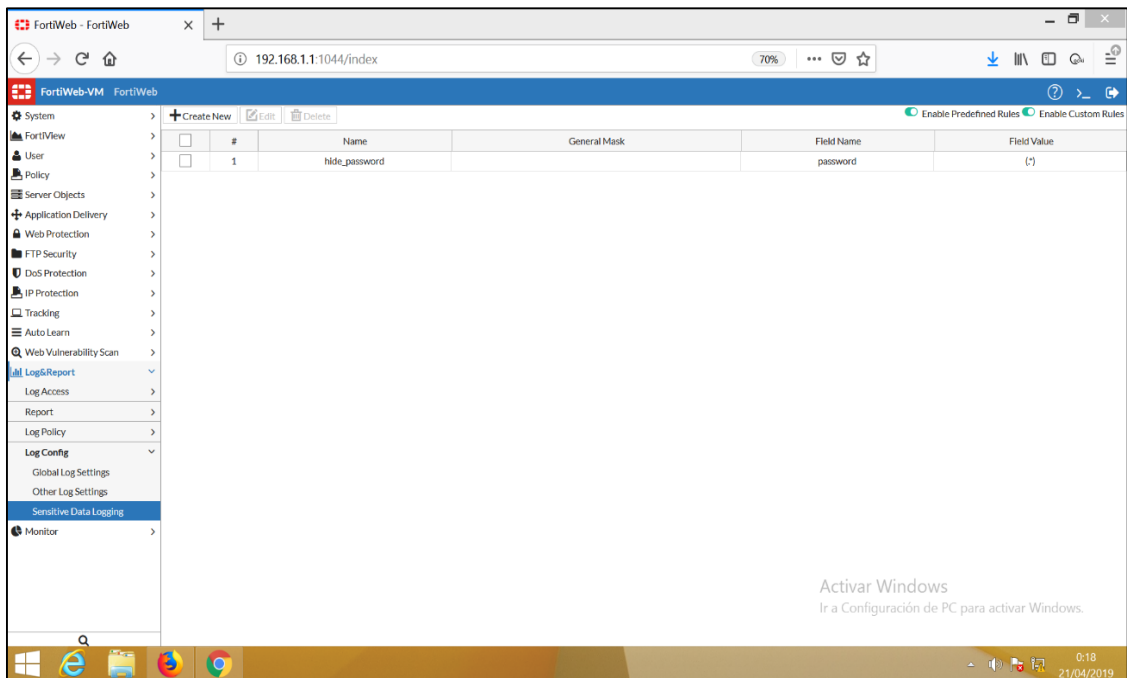 FortiWeb - FortiWeb
192.168.1.1:1044/index
70%
FortiWeb-VM FortiWeb
System
FortiView
User
Policy
Server Objects
Application Delivery
Web Protection
FTP Security
DoS Protection
IP Protection
Tracking
Auto Learn
Web Vulnerability Scan
Log&Report
Log Access
Report
Log Policy
Log Config
Global Log Settings
Other Log Settings
Sensitive Data Logging
Monitor
Create New Edit Delete Enable Predefined Rules Enable Custom Rules
# Name General Mask Field Name Field Value
1 hide_password password (.*)
Activar Windows
Ir a Configuración de PC para activar Windows.
0:18
21/04/2019